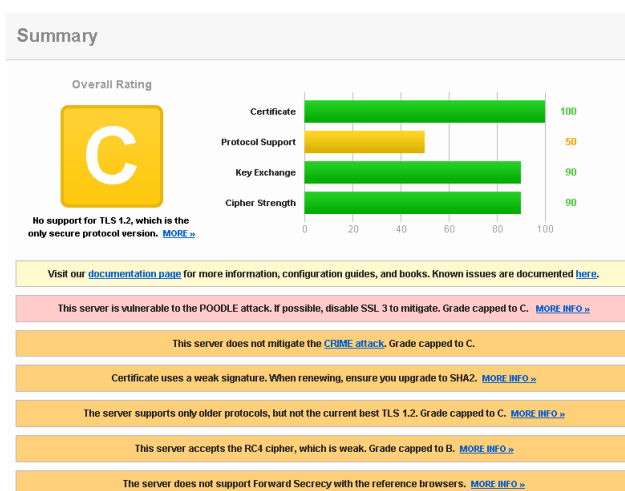 Summary
Overall Rating
C
No support for TLS 1.2, which is the
only secure protocol version. MORE »
Certificate 100
Protocol Support 50
Key Exchange 90
Cipher Strength 90
0 20 40 60 80 100
Visit our documentation page for more information, configuration guides, and books. Known issues are documented here.
This server is vulnerable to the POODLE attack. If possible, disable SSL 3 to mitigate. Grade capped to C. MORE INFO »
This server does not mitigate the CRIME attack. Grade capped to C.
Certificate uses a weak signature. When renewing, ensure you upgrade to SHA2. MORE INFO »
The server supports only older protocols, but not the current best TLS 1.2. Grade capped to C. MORE INFO »
This server accepts the RC4 cipher, which is weak. Grade capped to B. MORE INFO »
The server does not support Forward Secrecy with the reference browsers. MORE INFO »